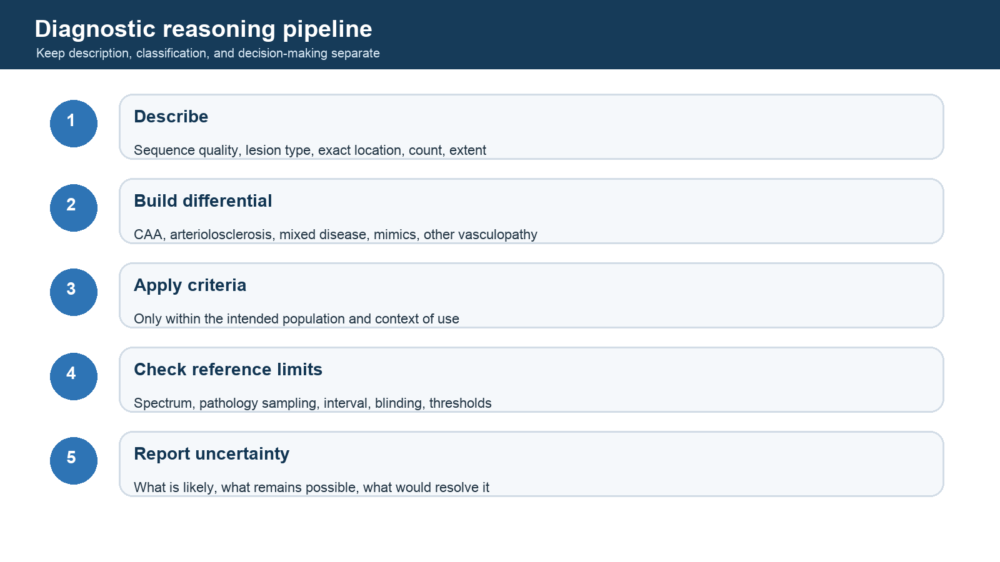 Diagnostic reasoning pipeline
Keep description, classification, and decision-making separate
1
Describe
Sequence quality, lesion type, exact location, count, extent
2
Build differential
CAA, arteriolosclerosis, mixed disease, mimics, other vasculopathy
3
Apply criteria
Only within the intended population and context of use
4
Check reference limits
Spectrum, pathology sampling, interval, blinding, thresholds
5
Report uncertainty
What is likely, what remains possible, what would resolve it